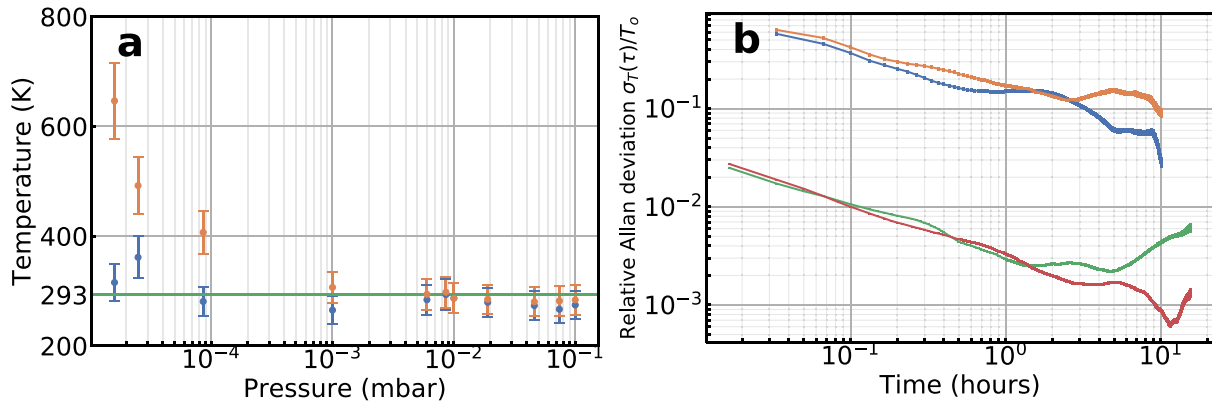 a
800
600
400
293
200
Temperature (K)
10⁻⁴
10⁻³
10⁻²
10⁻¹
Pressure (mbar)
b
10⁻¹
10⁻²
10⁻³
Relative Allan deviation σ_T(τ)/T_o
10⁻¹
10⁰
10¹
Time (hours)